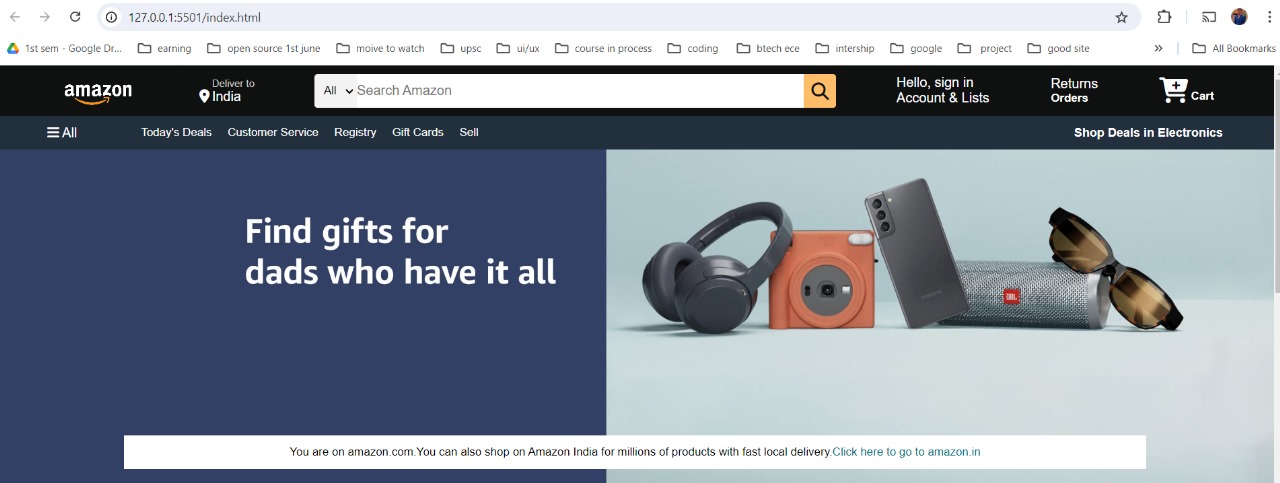 127.0.0.1:5501/index.html
1st sem - Google Dr... earning open source 1st june moive to watch upsc ui/ux course in process coding btech ece intership google project good site » All Bookmarks
amazon
Deliver to
India
All Search Amazon
Hello, sign in
Account & Lists
Returns
Orders
Cart
All Today's Deals Customer Service Registry Gift Cards Sell Shop Deals in Electronics
Find gifts for
dads who have it all
SAMSUNG
JBL
You are on amazon.com.You can also shop on Amazon India for millions of products with fast local delivery.Click here to go to amazon.in